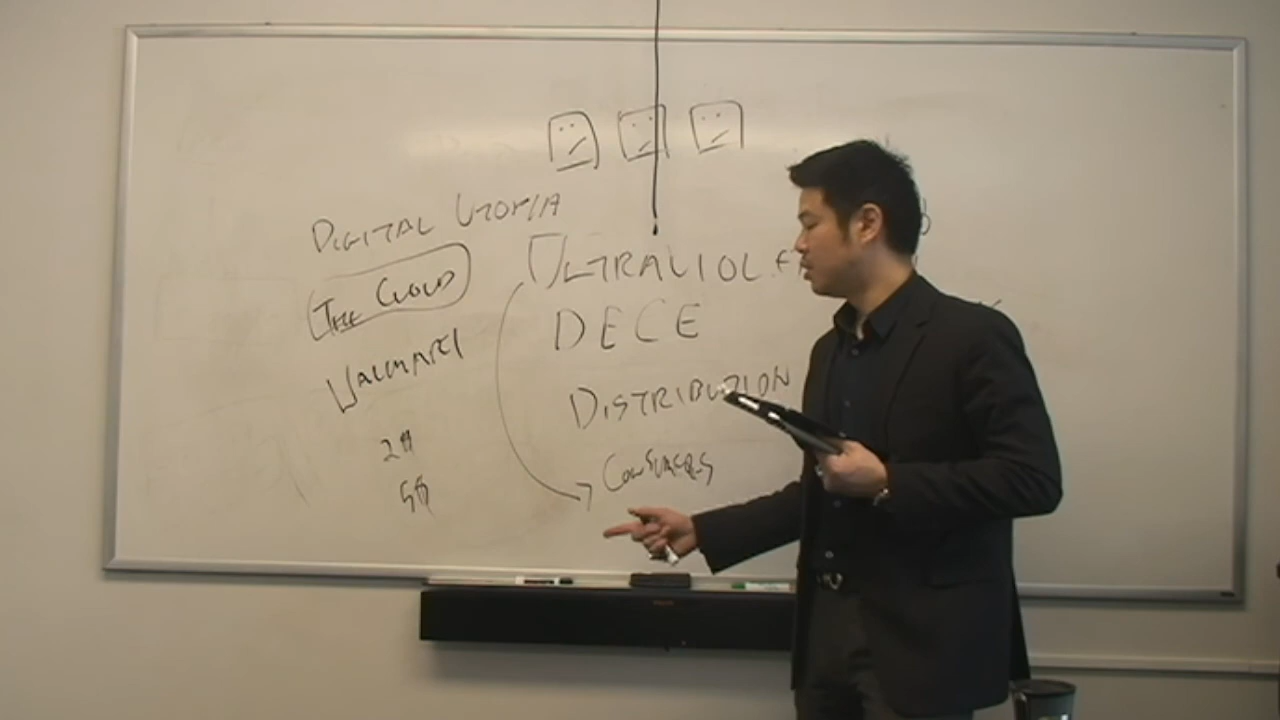 DIGITAL UTOPIA
THE CLOUD
WALMART
2$
5$
ULTRAVIOLET
DECE
DISTRIBUTION
CONSUMERS